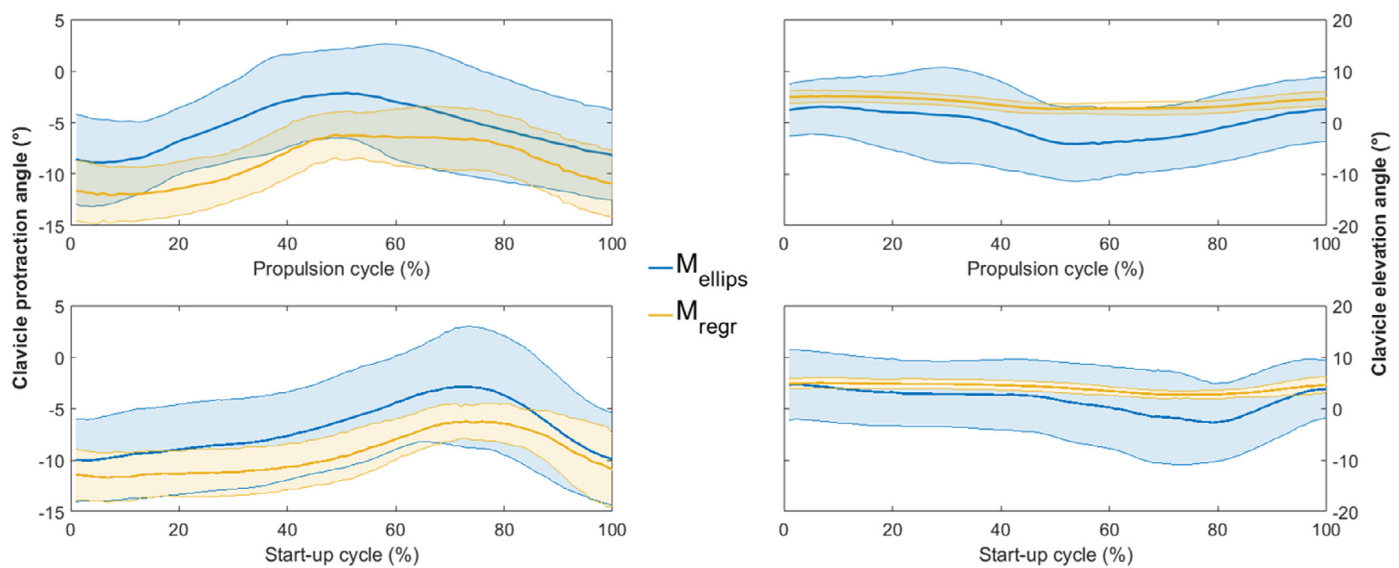 Clavicle protraction angle (°)
5
0
-5
-10
-15
0 20 40 60 80 100
Propulsion cycle (%)
20
10
0
-10
-20
0 20 40 60 80 100
Propulsion cycle (%)
Clavicle elevation angle (°)
M ellips
M regr
5
0
-5
-10
-15
0 20 40 60 80 100
Start-up cycle (%)
20
10
0
-10
-20
0 20 40 60 80 100
Start-up cycle (%)